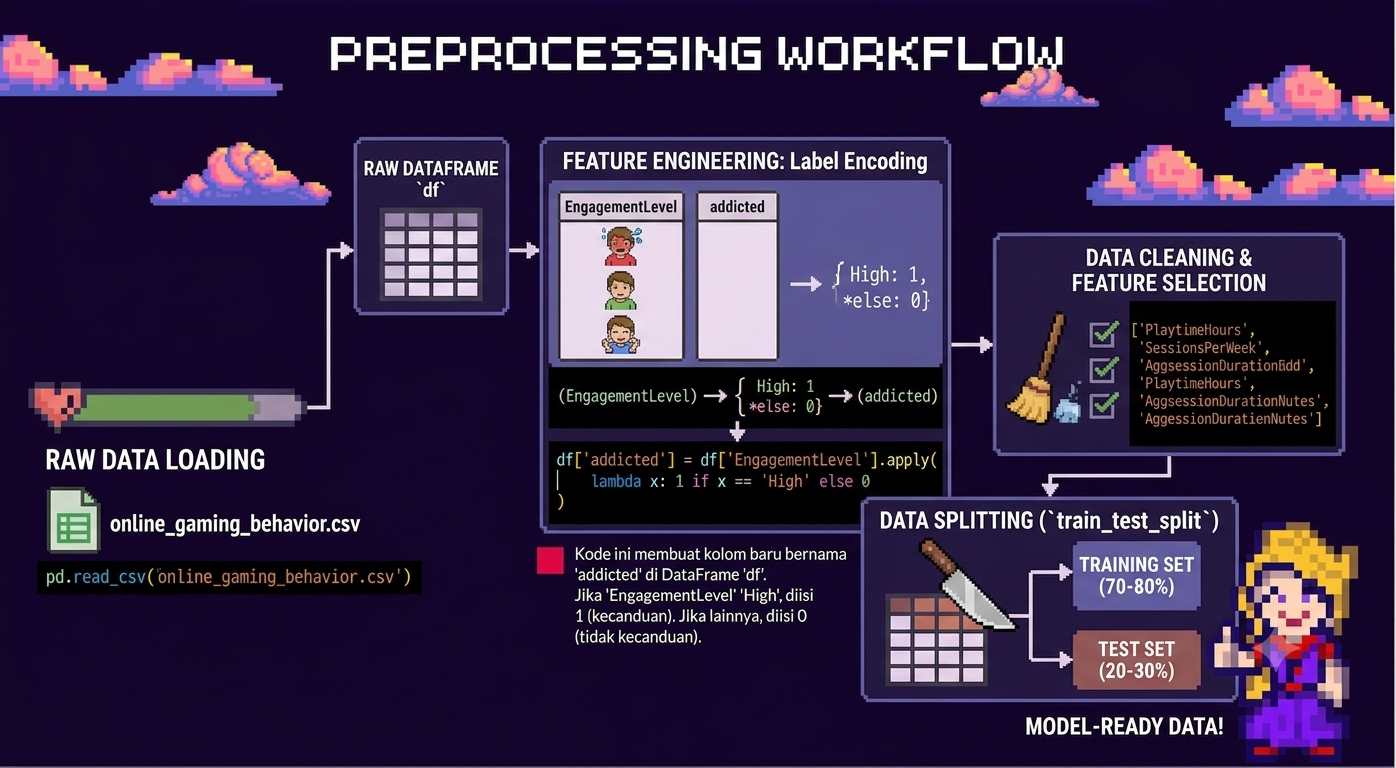 PREPROCESSING WORKFLOW
RAW DATA LOADING
online_gaming_behavior.csv
pd.read_csv('online_gaming_behavior.csv')
RAW DATAFRAME
`df`
FEATURE ENGINEERING: Label Encoding
EngagementLevel
addicted
{ High: 1,
*else: 0}
(EngagementLevel)
{ High: 1
*else: 0}
(addicted)
df['addicted'] = df['EngagementLevel'].apply(
lambda x: 1 if x == 'High' else 0
)
Kode ini membuat kolom baru bernama
'addicted' di DataFrame 'df'.
Jika 'EngagementLevel' 'High', diisi
1 (kecanduan). Jika lainnya, diisi 0
(tidak kecanduan).
DATA CLEANING &
FEATURE SELECTION
['PlaytimeHours',
'SessionsPerWeek',
'PlaytimeHours',
'AggsessionDurationNutes',
'AggessionDuratienNutes']
DATA SPLITTING (`train_test_split`)
TRAINING SET
(70-80%)
TEST SET
(20-30%)
MODEL-READY DATA!